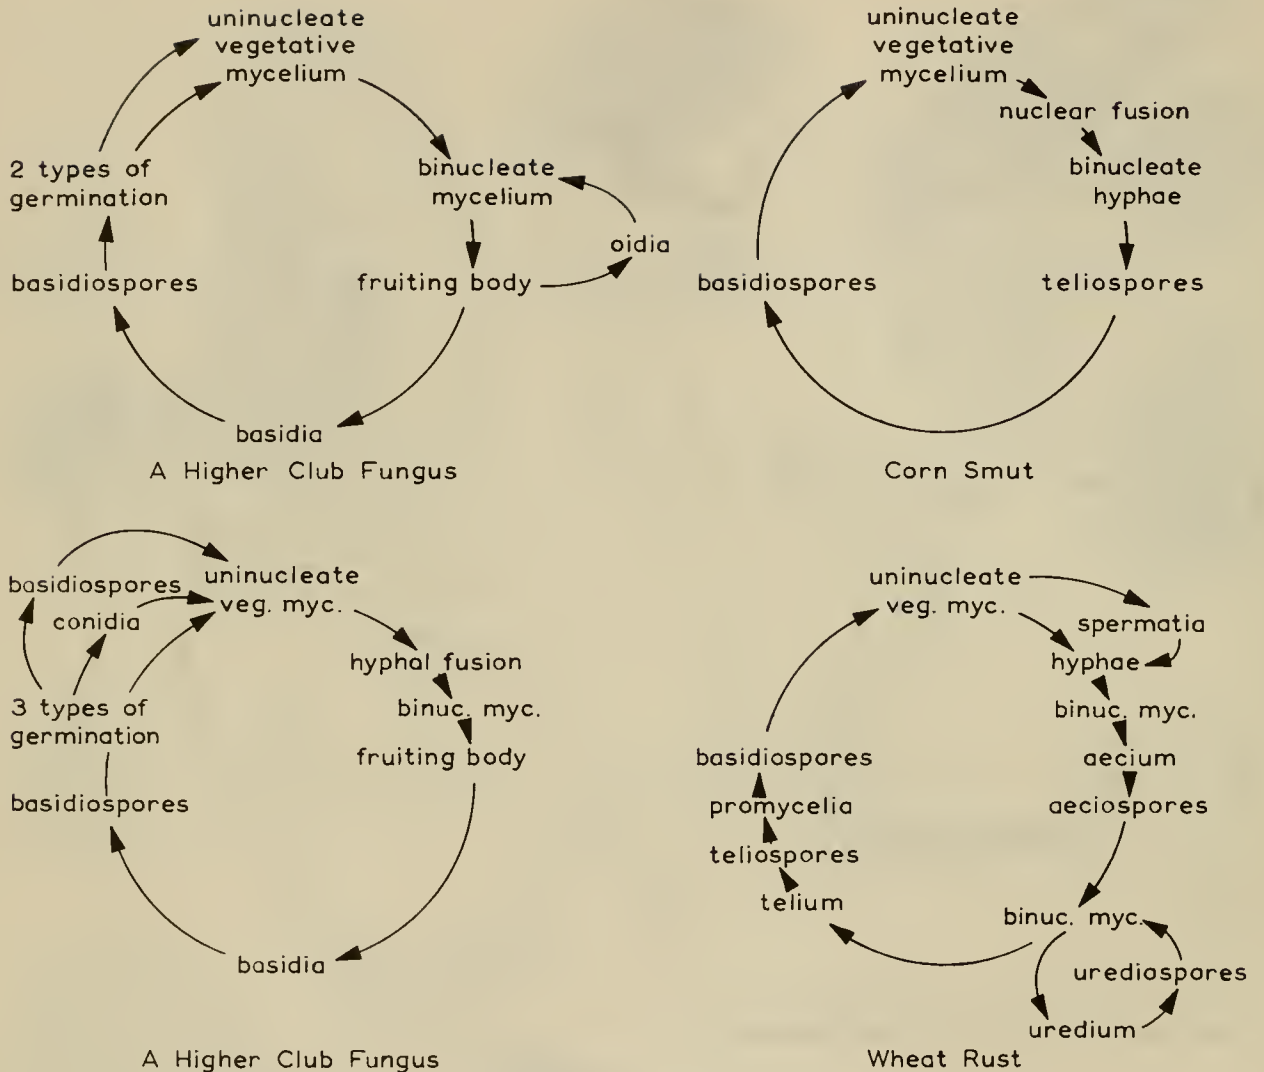 uninucleate
vegetative
mycelium
binucleate
mycelium
oidia
fruiting body
basidia
basidiospores
2 types of
germination
A Higher Club Fungus
uninucleate
vegetative
mycelium
nuclear fusion
binucleate
hyphae
teliospores
basidiospores
Corn Smut
uninucleate
veg. myc.
hyphal fusion
binuc. myc.
fruiting body
basidia
basidiospores
3 types of
germination
conidia
basidiospores
A Higher Club Fungus
uninucleate
veg. myc.
spermatia
hyphae
binuc. myc.
aecium
aeciospores
binuc. myc.
urediospores
uredium
telium
teliospores
promycelia
basidiospores
Wheat Rust